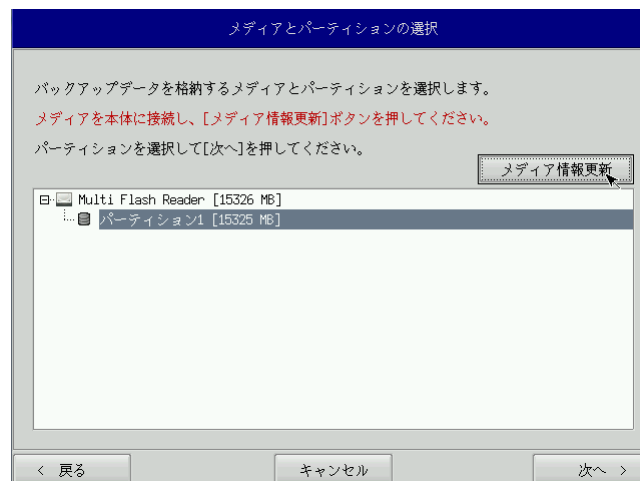 メディアとパーティションの選択
バックアップデータを格納するメディアとパーティションを選択します。
メディアを本体に接続し、[メディア情報更新]ボタンを押してください。
パーティションを選択して[次へ]を押してください。
メディア情報更新
Multi Flash Reader [15326 MB]
パーティション1 [15325 MB]
< 戻る
キャンセル
次へ >